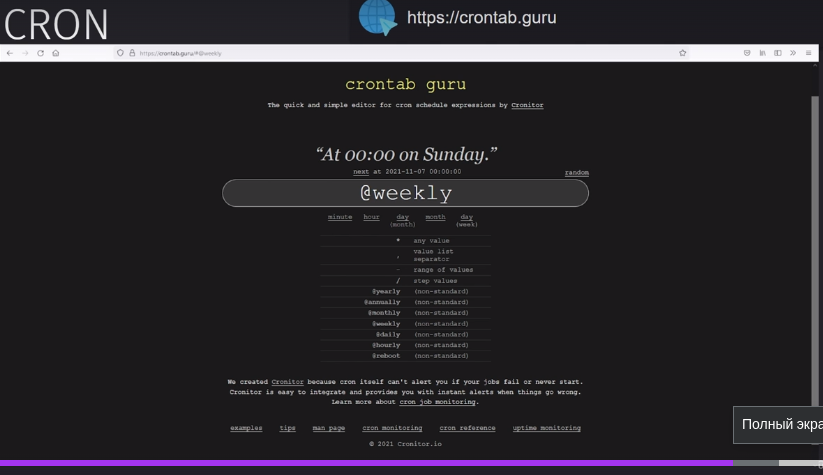 CRON
https://crontab.guru
https://crontab.guru/#@weekly
crontab guru
The quick and simple editor for cron schedule expressions by Cronitor
“At 00:00 on Sunday.”
next at 2021-11-07 00:00:00
random
@weekly
minute hour day month day
(month) (week)
* any value
, value list
separator
- range of values
/ step values
@yearly (non-standard)
@annually (non-standard)
@monthly (non-standard)
@weekly (non-standard)
@daily (non-standard)
@hourly (non-standard)
@reboot (non-standard)
We created Cronitor because cron itself can't alert you if your jobs fail or never start.
Cronitor is easy to integrate and provides you with instant alerts when things go wrong.
Learn more about cron job monitoring.
examples tips man page cron monitoring cron reference uptime monitoring
© 2021 Cronitor.io
Полный экра